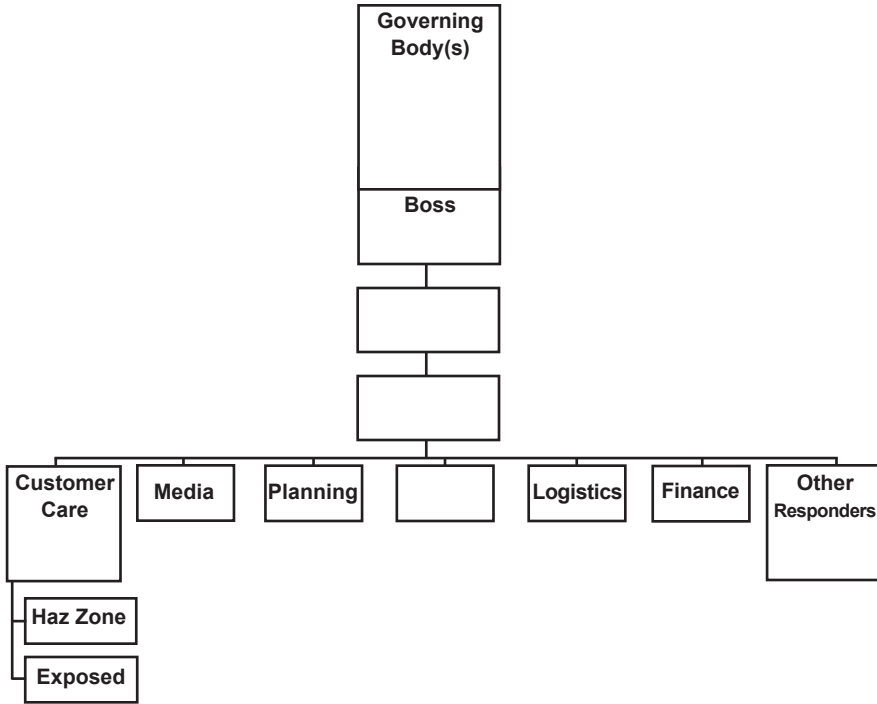 Governing
Body(s)
Boss
Customer
Care
Media
Planning
Logistics
Finance
Other
Responders
Haz Zone
Exposed